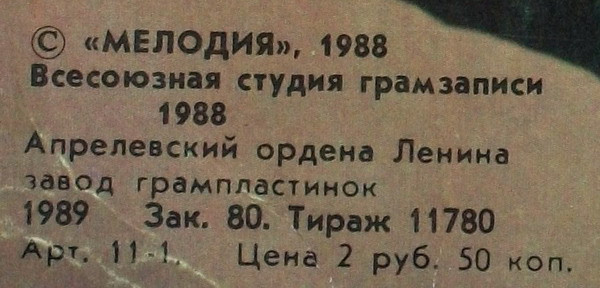 © «МЕЛОДИЯ», 1988
Всесоюзная студия грамзаписи
1988
Апрелевский ордена Ленина
завод грампластинок
1989 Зак. 80. Тираж 11780
Арт. 11-1. Цена 2 руб. 50 коп.